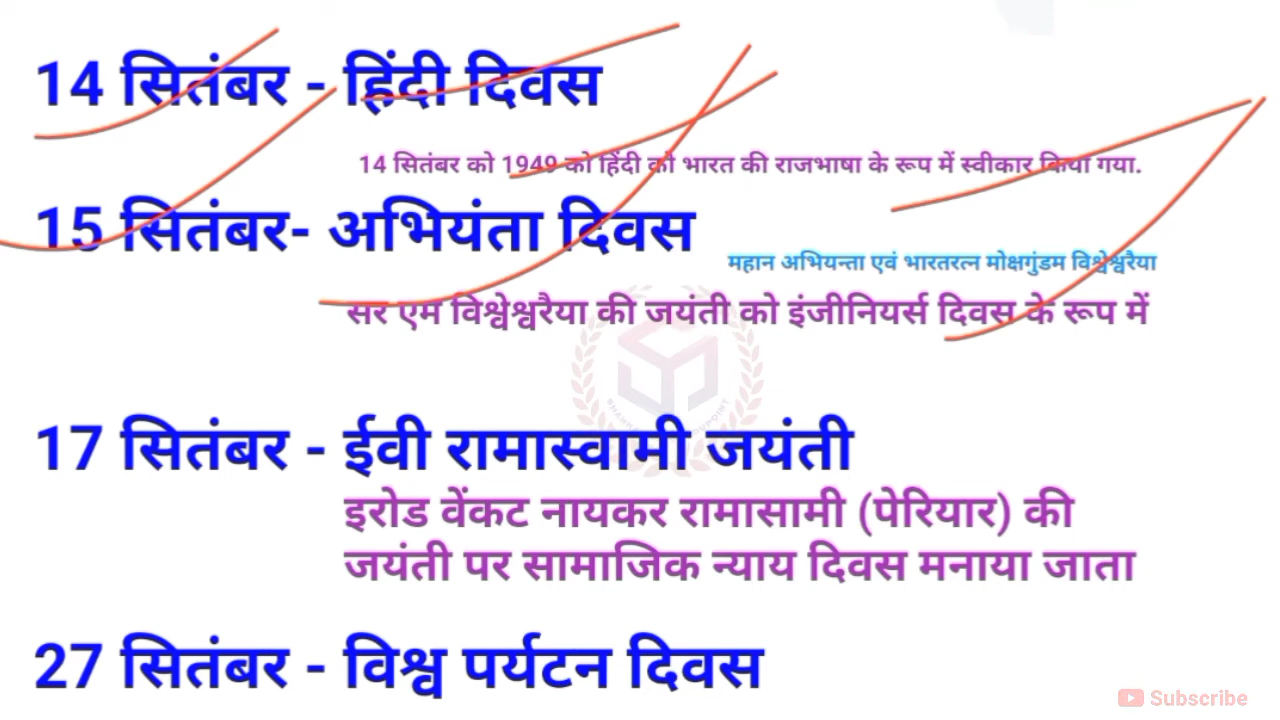 14 सितंबर - हिंदी दिवस
14 सितंबर को 1949 को हिंदी को भारत की राजभाषा के रूप में स्वीकार किया गया.
15 सितंबर- अभियंता दिवस
महान अभियन्ता एवं भारतरत्न मोक्षगुंडम विश्वेश्वरैया
सर एम विश्वेश्वरैया की जयंती को इंजीनियर्स दिवस के रूप में
17 सितंबर - ईवी रामास्वामी जयंती
इरोड वेंकट नायकर रामासामी (पेरियार) की
जयंती पर सामाजिक न्याय दिवस मनाया जाता
27 सितंबर - विश्व पर्यटन दिवस
Subscribe